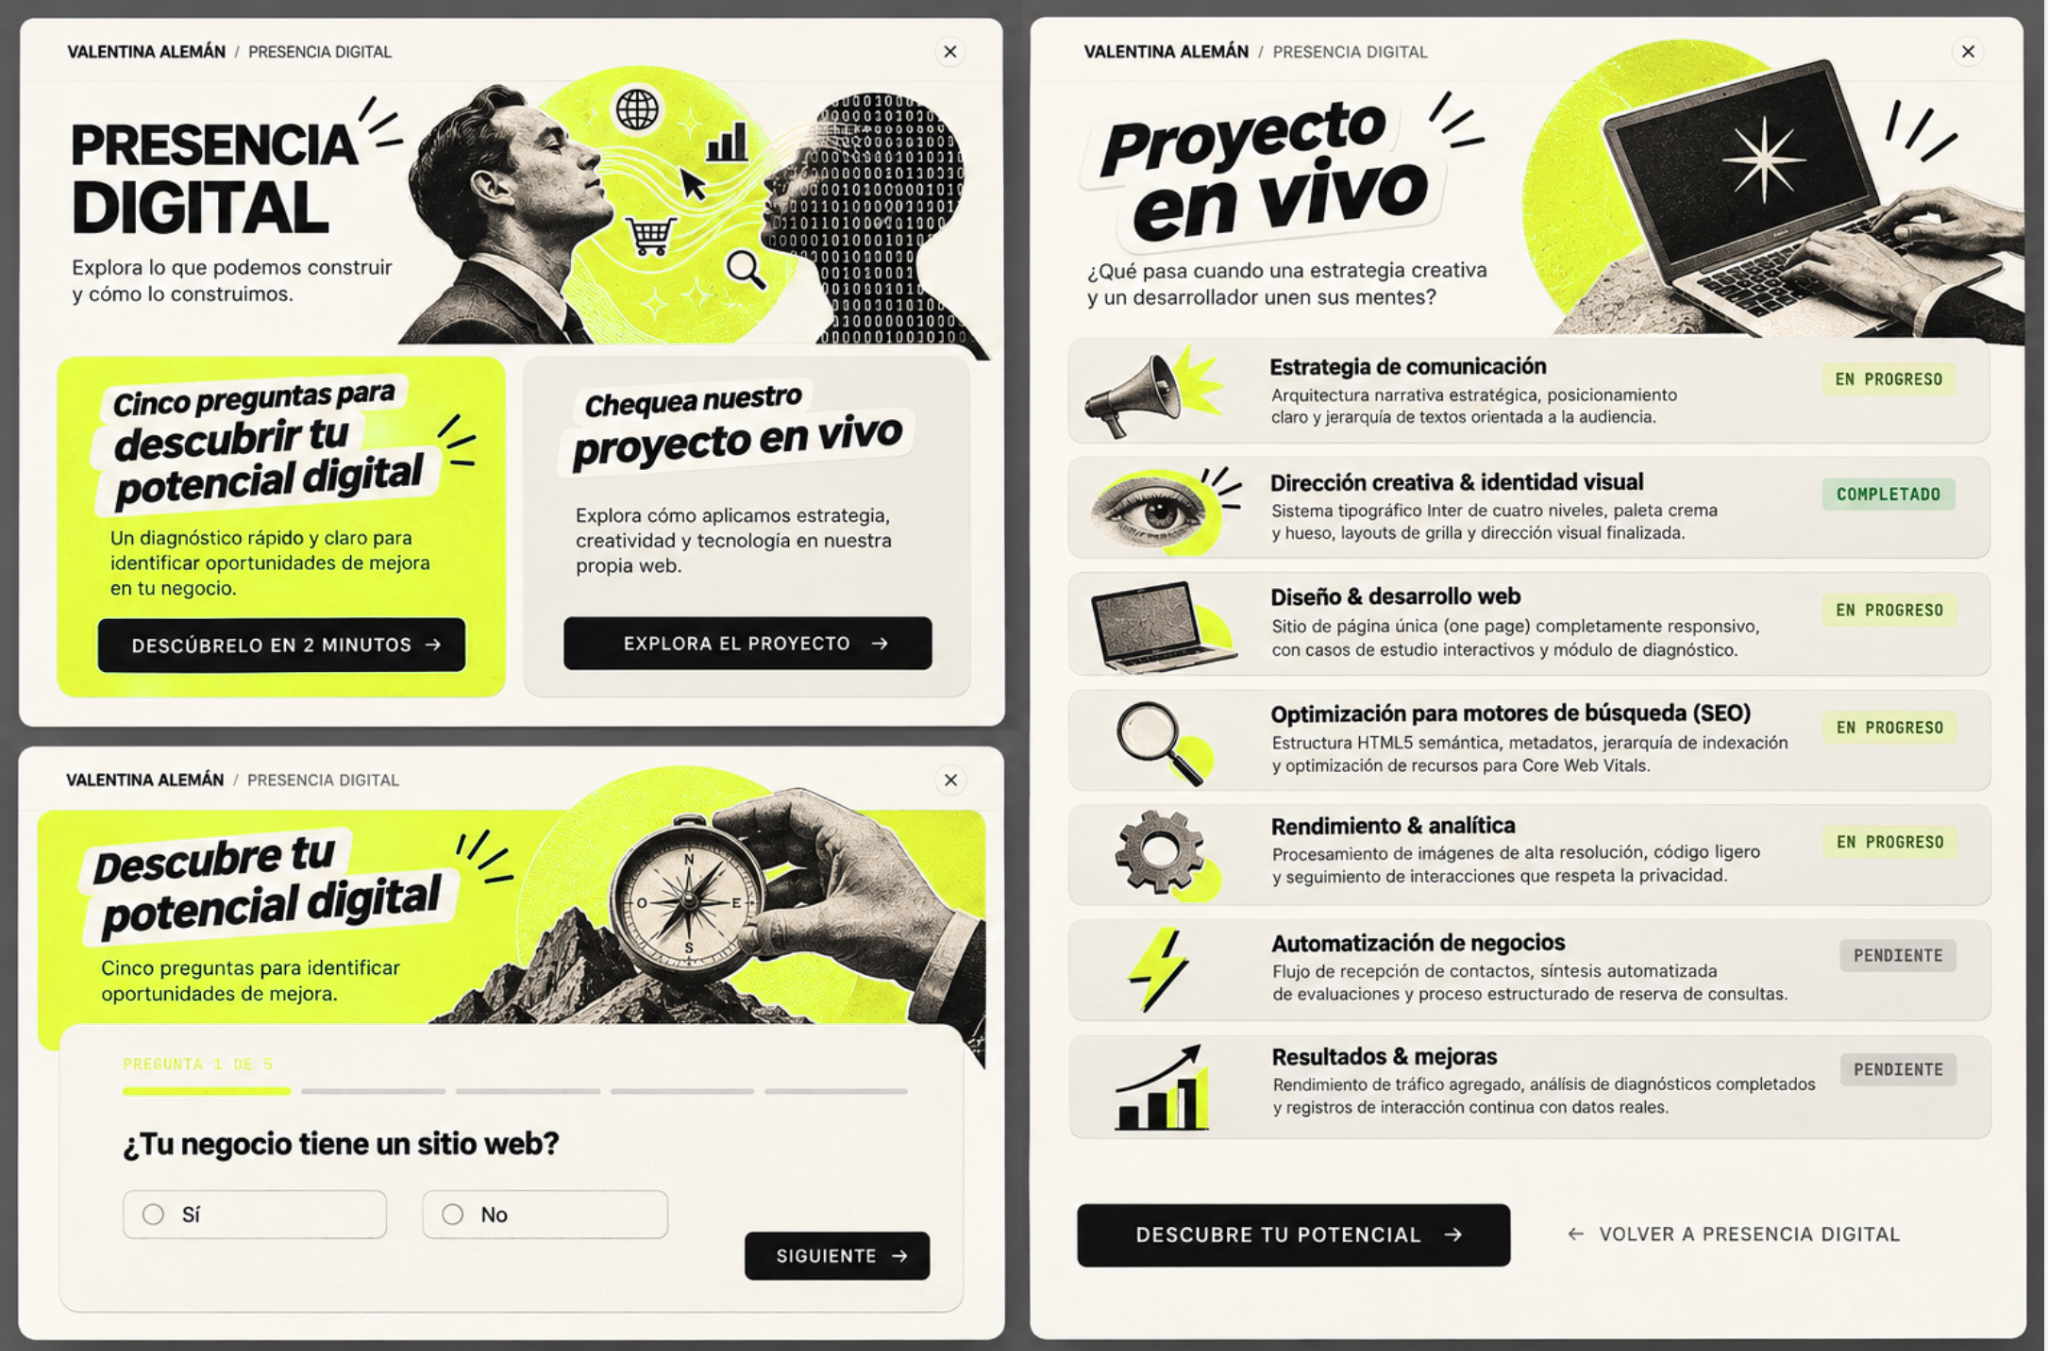 VALENTINA ALEMÁN / PRESENCIA DIGITAL
PRESENCIA
DIGITAL
Explora lo que podemos construir
y cómo lo construimos.
Cinco preguntas para
descubrir tu
potencial digital
Un diagnóstico rápido y claro para
identificar oportunidades de mejora
en tu negocio.
DESCÚBRELO EN 2 MINUTOS →
Chequea nuestro
proyecto en vivo
Explora cómo aplicamos estrategia,
creatividad y tecnología en nuestra
propia web.
EXPLORA EL PROYECTO →
VALENTINA ALEMÁN / PRESENCIA DIGITAL
Descubre tu
potencial digital
Cinco preguntas para identificar
oportunidades de mejora.
N
O E
S
PREGUNTA 1 DE 5
¿Tu negocio tiene un sitio web?
Sí
No
SIGUIENTE →
VALENTINA ALEMÁN / PRESENCIA DIGITAL
Proyecto
en vivo
¿Qué pasa cuando una estrategia creativa
y un desarrollador unen sus mentes?
Estrategia de comunicación
Arquitectura narrativa estratégica, posicionamiento
claro y jerarquía de textos orientada a la audiencia.
EN PROGRESO
Dirección creativa & identidad visual
Sistema tipográfico Inter de cuatro niveles, paleta crema
y hueso, layouts de grilla y dirección visual finalizada.
COMPLETADO
Diseño & desarrollo web
Sitio de página única (one page) completamente responsivo,
con casos de estudio interactivos y módulo de diagnóstico.
EN PROGRESO
Optimización para motores de búsqueda (SEO)
Estructura HTML5 semántica, metadatos, jerarquía de indexación
y optimización de recursos para Core Web Vitals.
EN PROGRESO
Rendimiento & analítica
Procesamiento de imágenes de alta resolución, código ligero
y seguimiento de interacciones que respeta la privacidad.
EN PROGRESO
Automatización de negocios
Flujo de recepción de contactos, síntesis automatizada
de evaluaciones y proceso estructurado de reserva de consultas.
PENDIENTE
Resultados & mejoras
Rendimiento de tráfico agregado, análisis de diagnósticos completados
y registros de interacción continua con datos reales.
PENDIENTE
DESCUBRE TU POTENCIAL →
← VOLVER A PRESENCIA DIGITAL